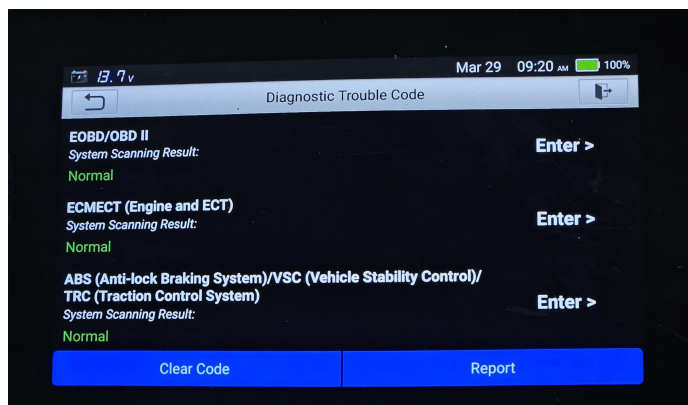 13.7v
Mar 29 09:20 AM 100%
Diagnostic Trouble Code
EOBD/OBD II
System Scanning Result:
Enter >
Normal
ECMECT (Engine and ECT)
System Scanning Result:
Enter >
Normal
ABS (Anti-lock Braking System)/VSC (Vehicle Stability Control)/
TRC (Traction Control System)
System Scanning Result:
Enter >
Normal
Clear Code
Report